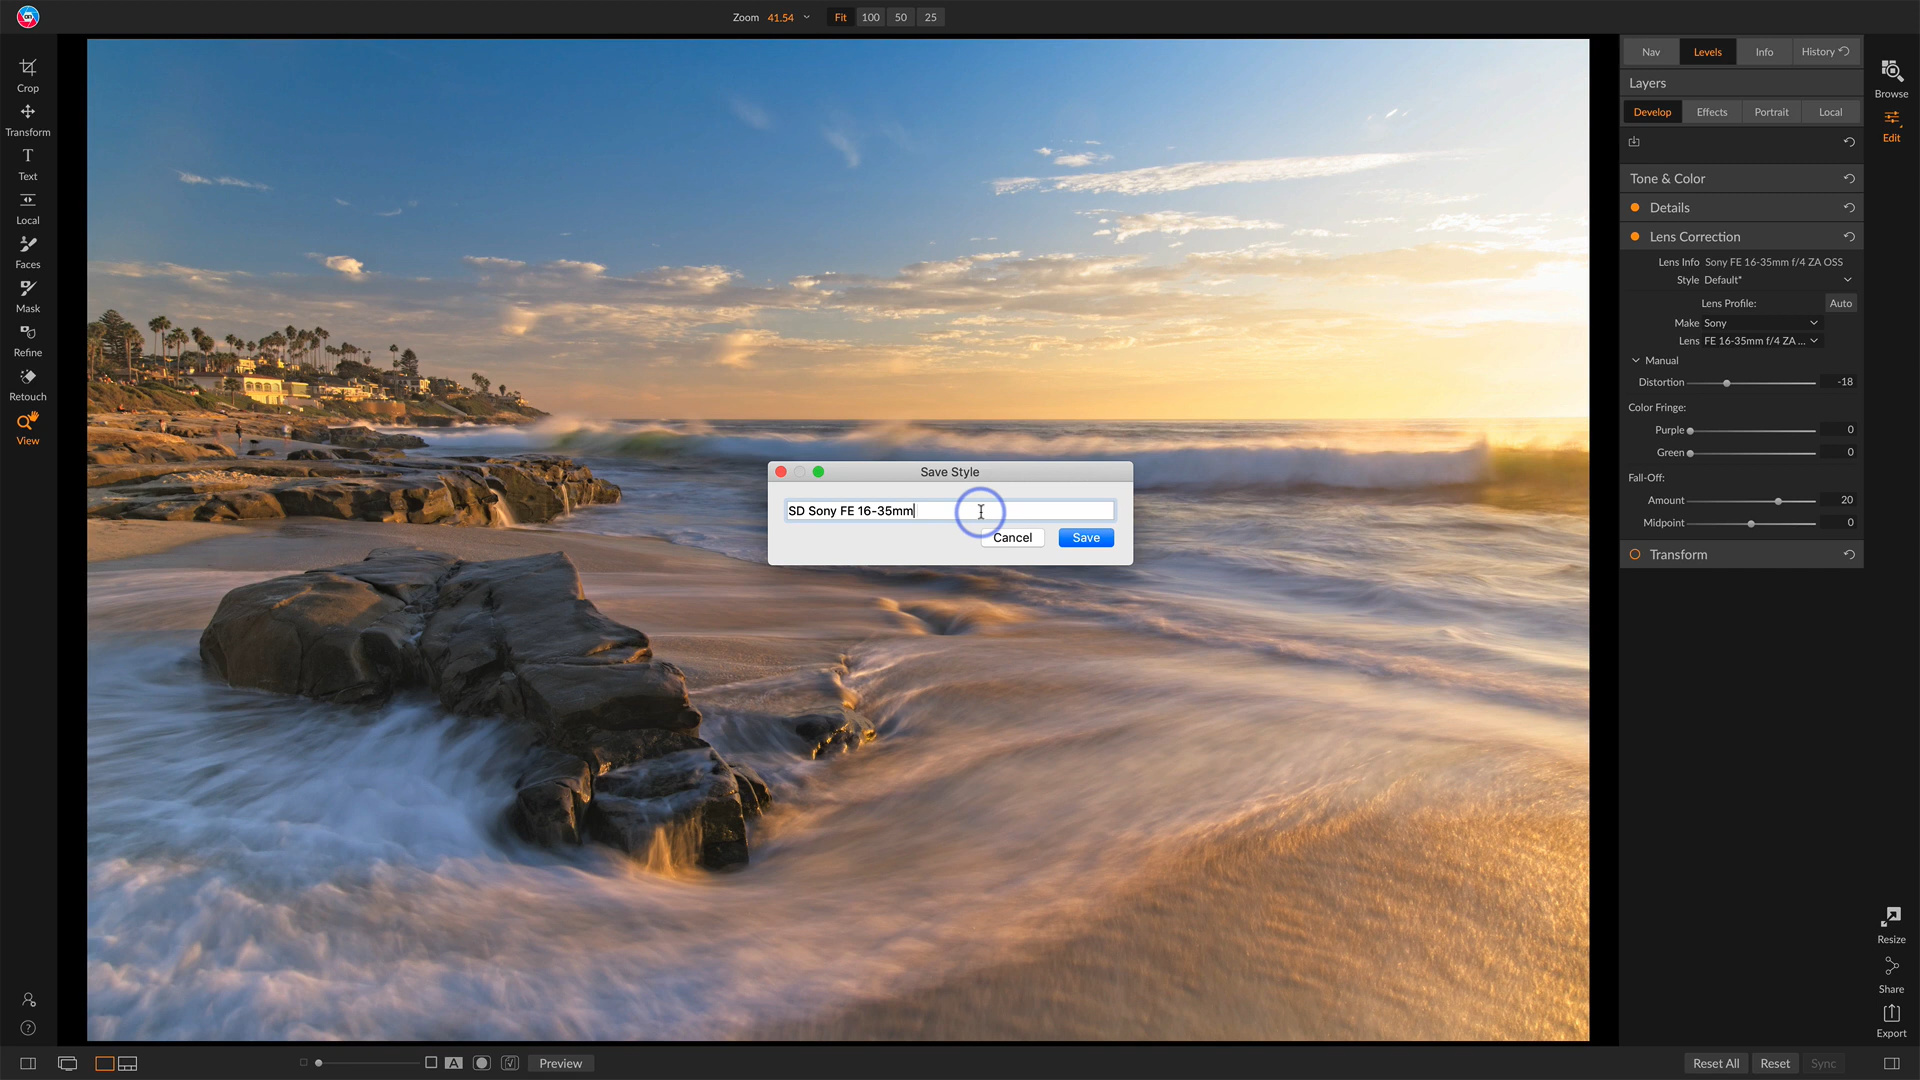 Zoom 41.54 Fit 100 50 25
Crop
Transform
Text
Local
Faces
Mask
Refine
Retouch
View
Save Style
SD Sony FE 16-35mm
Cancel Save
Nav Levels Info History
Layers
Develop Effects Portrait Local
Tone & Color
Details
Lens Correction
Lens Info Sony FE 16-35mm f/4 ZA OSS
Style Default*
Lens Profile: Auto
Make Sony
Lens FE 16-35mm f/4 ZA ...
Manual
Distortion -18
Color Fringe:
Purple 0
Green 0
Fall-Off:
Amount 20
Midpoint 0
Transform
Browse
Edit
Resize
Share
Export
A Preview
Reset All Reset Sync